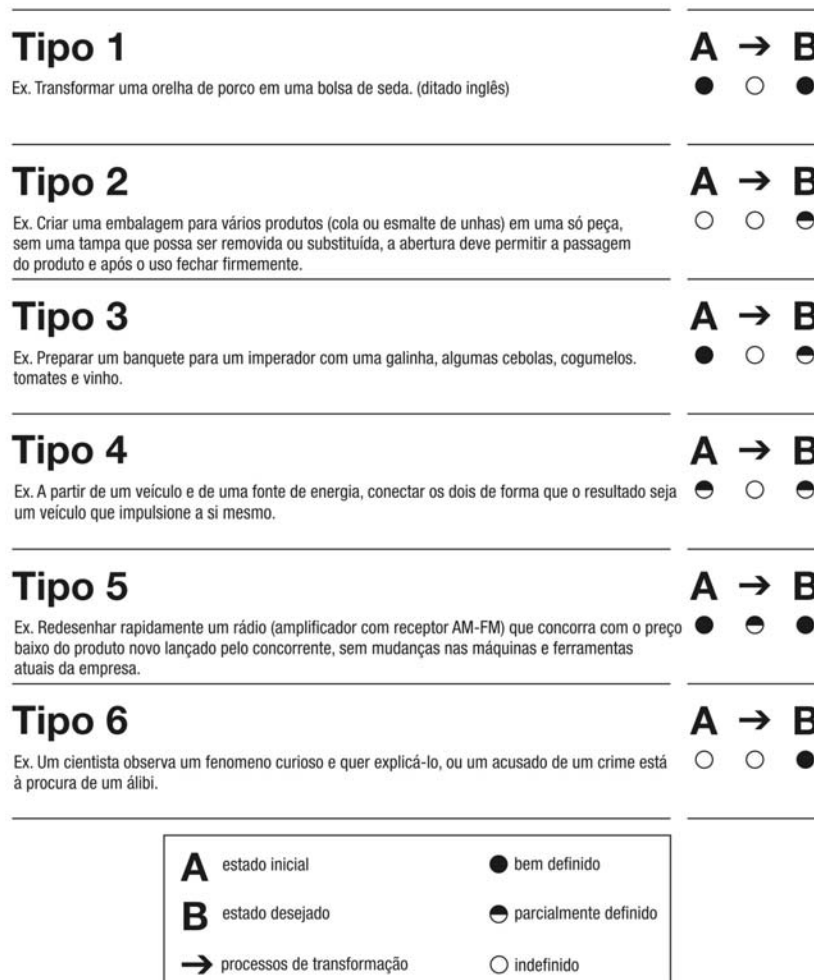 Tipo 1
A → B
Ex. Transformar uma orelha de porco em uma bolsa de seda. (ditado inglês)
Tipo 2
A → B
Ex. Criar uma embalagem para vários produtos (cola ou esmalte de unhas) em uma só peça,
sem uma tampa que possa ser removida ou substituída, a abertura deve permitir a passagem
do produto e após o uso fechar firmemente.
Tipo 3
A → B
Ex. Preparar um banquete para um imperador com uma galinha, algumas cebolas, cogumelos.
tomates e vinho.
Tipo 4
A → B
Ex. A partir de um veículo e de uma fonte de energia, conectar os dois de forma que o resultado seja
um veículo que impulsione a si mesmo.
Tipo 5
A → B
Ex. Redesenhar rapidamente um rádio (amplificador com receptor AM-FM) que concorra com o preço
baixo do produto novo lançado pelo concorrente, sem mudanças nas máquinas e ferramentas
atuais da empresa.
Tipo 6
A → B
Ex. Um cientista observa um fenomeno curioso e quer explicá-lo, ou um acusado de um crime está
à procura de um álibi.
A estado inicial
● bem definido
B estado desejado
◓ parcialmente definido
→ processos de transformação
○ indefinido